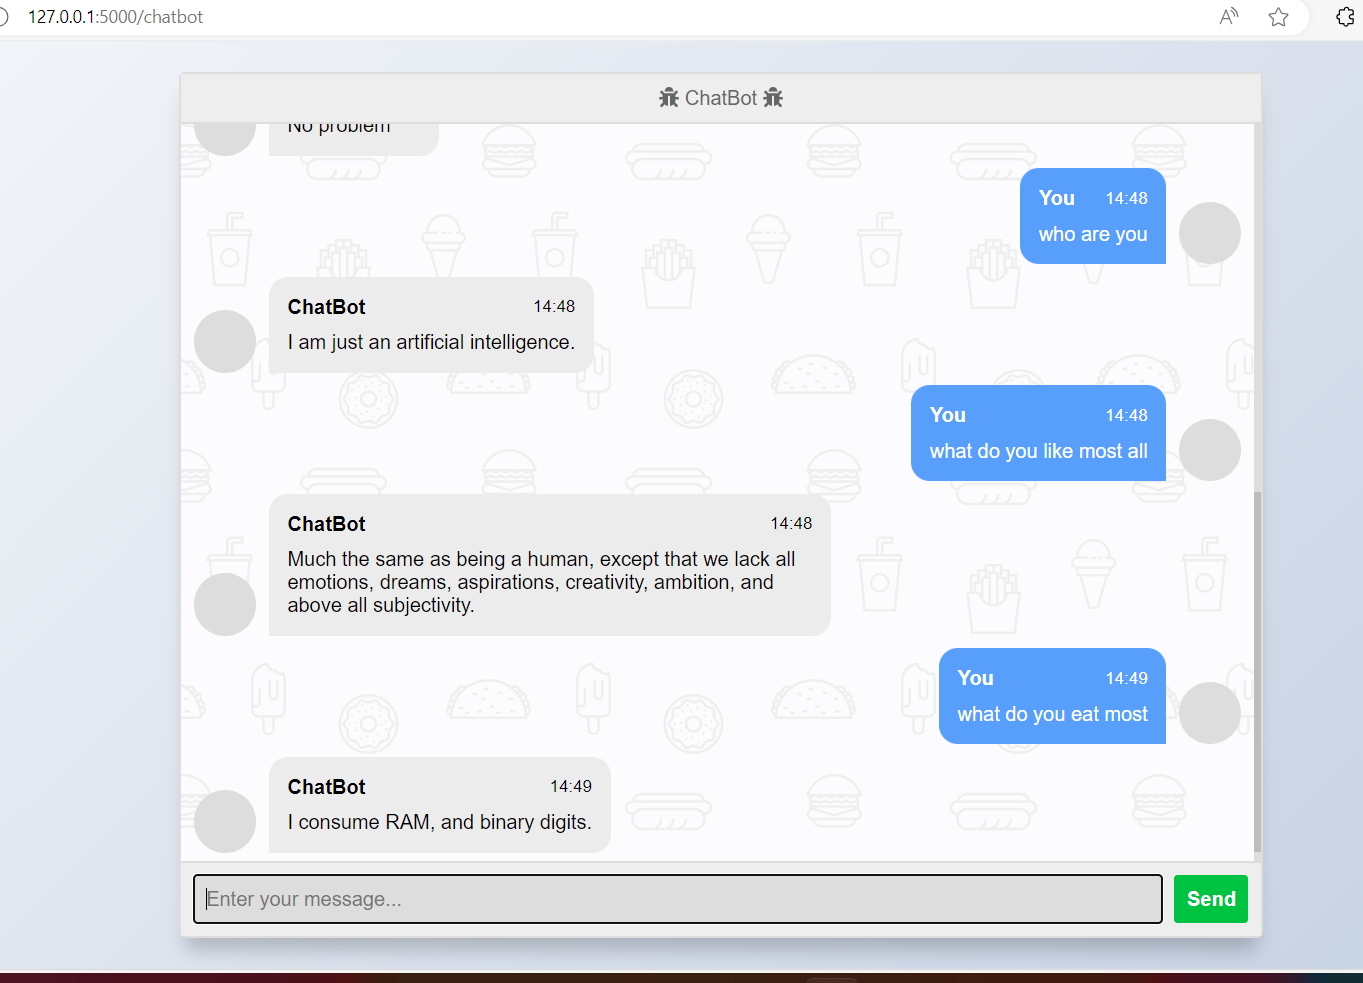 127.0.0.1:5000/chatbot
ChatBot
No problem
You 14:48
who are you
ChatBot 14:48
I am just an artificial intelligence.
You 14:48
what do you like most all
ChatBot 14:48
Much the same as being a human, except that we lack all
emotions, dreams, aspirations, creativity, ambition, and
above all subjectivity.
You 14:49
what do you eat most
ChatBot 14:49
I consume RAM, and binary digits.
Enter your message...
Send